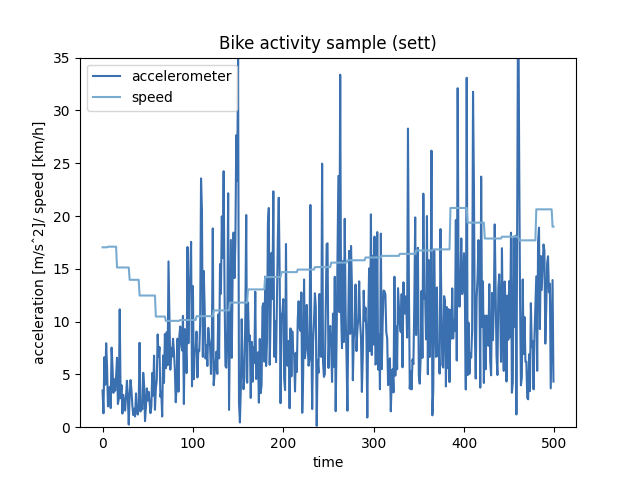 Bike activity sample (sett)
accelerometer
speed
35
30
25
20
15
10
5
0
acceleration [m/s^2]/ speed [km/h]
0 100 200 300 400 500
time